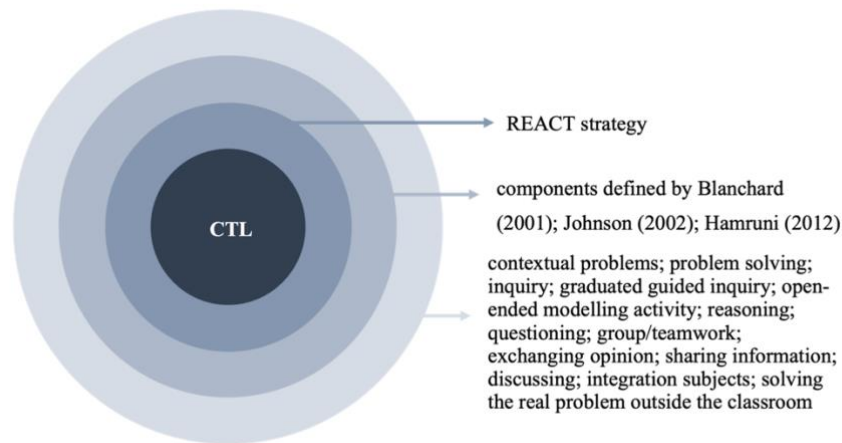 REACT strategy
CTL
components defined by Blanchard
(2001); Johnson (2002); Hamruni (2012)
contextual problems; problem solving;
inquiry; graduated guided inquiry; open-
ended modelling activity; reasoning;
questioning; group/teamwork;
exchanging opinion; sharing information;
discussing; integration subjects; solving
the real problem outside the classroom